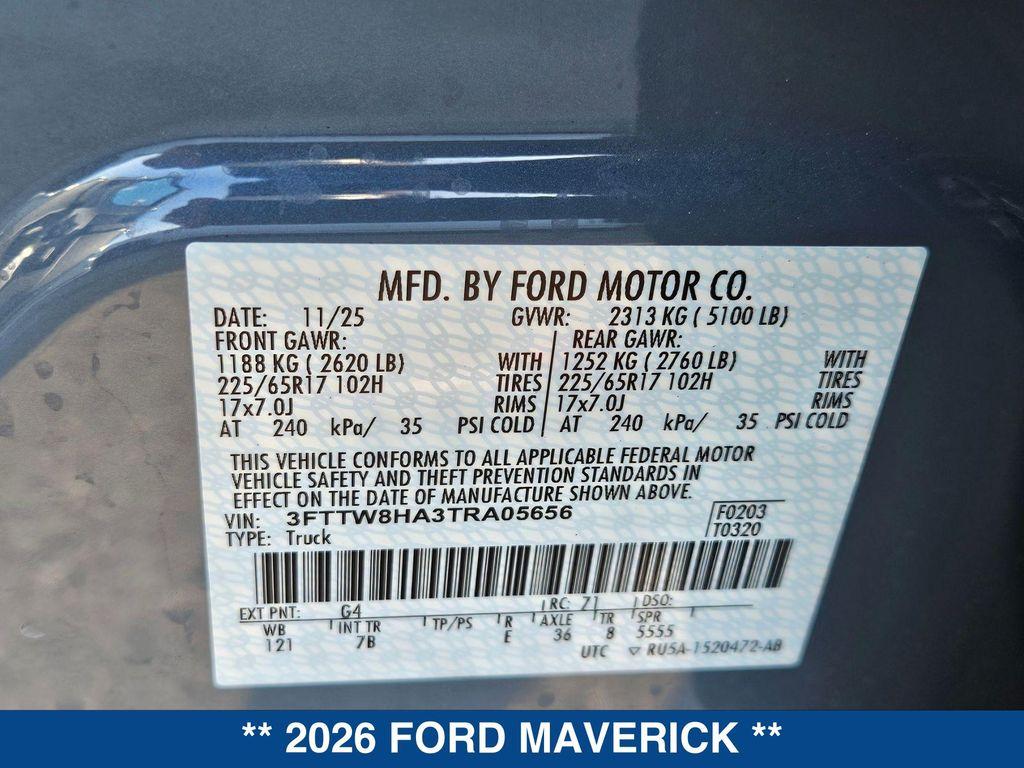 MFD. BY FORD MOTOR CO.
DATE: 11/25 GVWR: 2313 KG ( 5100 LB)
FRONT GAWR: REAR GAWR:
1188 KG ( 2620 LB) WITH 1252 KG ( 2760 LB) WITH
225/65R17 102H TIRES 225/65R17 102H TIRES
17x7.0J RIMS 17x7.0J RIMS
AT 240 kPa/ 35 PSI COLD AT 240 kPa/ 35 PSI COLD
THIS VEHICLE CONFORMS TO ALL APPLICABLE FEDERAL MOTOR
VEHICLE SAFETY AND THEFT PREVENTION STANDARDS IN
EFFECT ON THE DATE OF MANUFACTURE SHOWN ABOVE.
VIN: 3FTTW8HA3TRA05656 F0203
TYPE: Truck T0320
EXT PNT: G4 RC: 71 DSO:
WB INT TR TP/PS R AXLE TR SPR
121 7B E 36 8 5555
UTC ▽ RU5A-1520472-AB
** 2026 FORD MAVERICK **